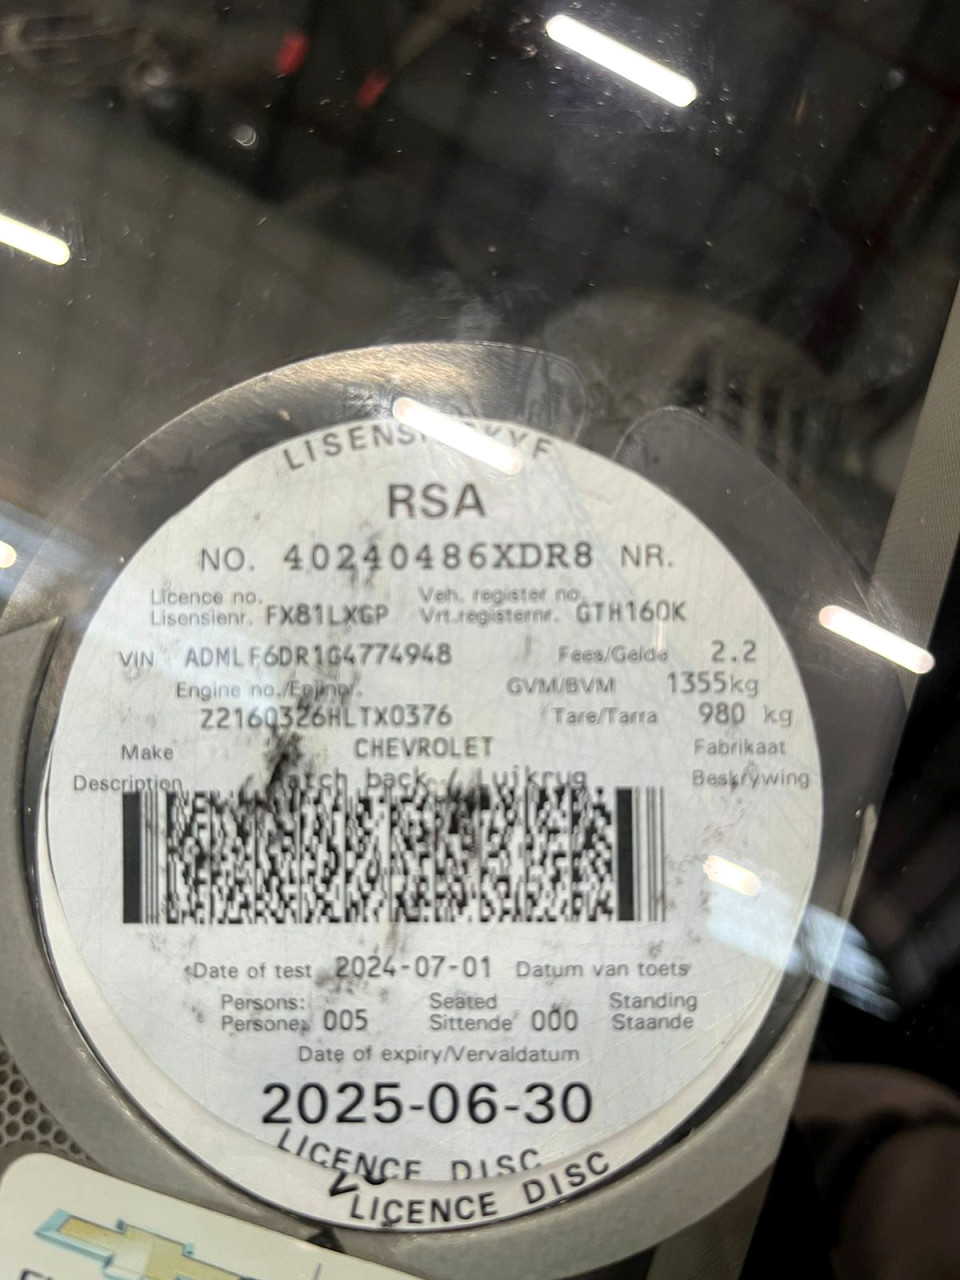 RSA
NO. 40240486XDR8 NR.
Licence no. Veh. register no.
Lisensienr. FX81LXGP Vrt.registernr. GTH160K
VIN ADMLF6DR1G4774948 Fees/Gelde 2.2
Engine no./Enjinnr. GVM/BVM 1355kg
Z2160326HLTX0376 Tare/Tarra 980 kg
Make CHEVROLET Fabrikaat
Description Hatch back / Luikrug Beskrywing
Date of test 2024-07-01 Datum van toets
Persons: Seated Standing
Persone: 005 Sittende 000 Staande
Date of expiry/Vervaldatum
2025-06-30
LICENCE DISC
LICENCE DISC